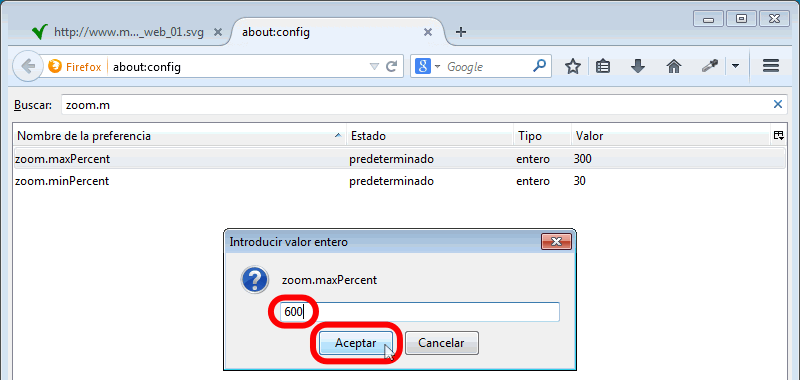 http://www.m..._web_01.svg about:config
Firefox about:config Google
Buscar: zoom.m
Nombre de la preferencia Estado Tipo Valor
zoom.maxPercent predeterminado entero 300
zoom.minPercent predeterminado entero 30
Introducir valor entero
zoom.maxPercent
600
Aceptar Cancelar